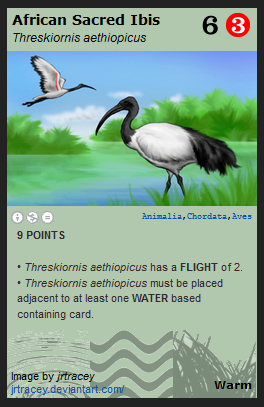 African Sacred Ibis 6 3
Threskiornis aethiopicus
Animalia,Chordata,Aves
9 POINTS
• Threskiornis aethiopicus has a FLIGHT of 2.
• Threskiornis aethiopicus must be placed
adjacent to at least one WATER based
containing card.
Image by jrtracey
jrtracey.deviantart.com/
Warm